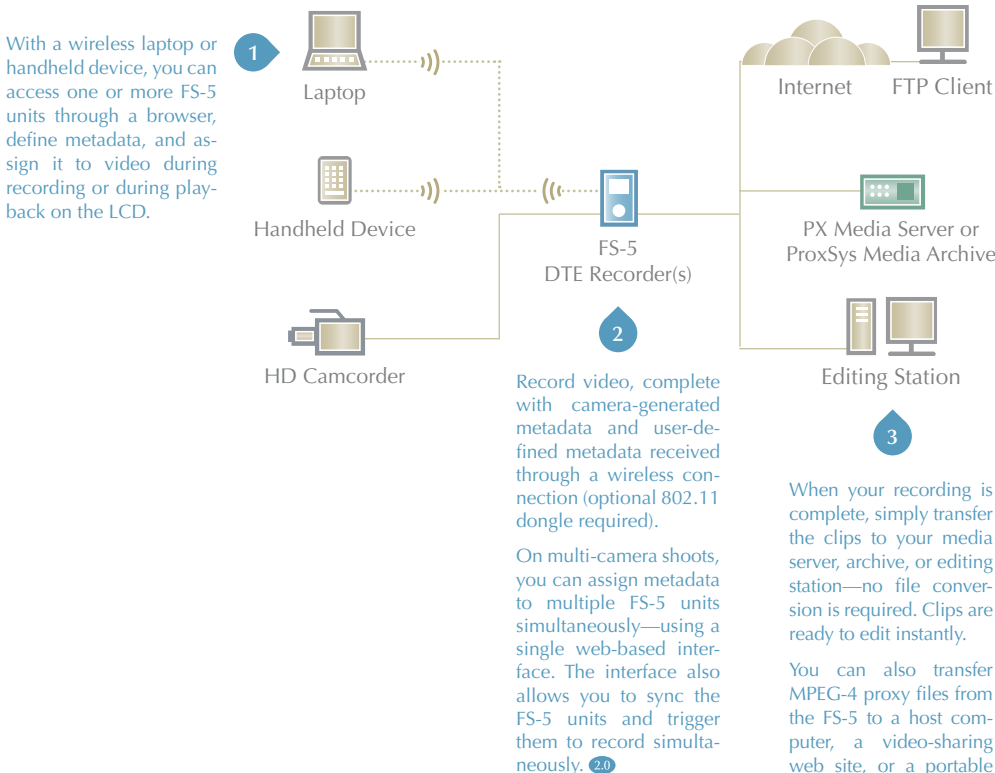 With a wireless laptop or
handheld device, you can
access one or more FS-5
units through a browser,
define metadata, and as-
sign it to video during
recording or during play-
back on the LCD.
1
Laptop
Handheld Device
HD Camcorder
FS-5
DTE Recorder(s)
Internet
FTP Client
PX Media Server or
ProxSys Media Archive
Editing Station
2
Record video, complete
with camera-generated
metadata and user-de-
fined metadata received
through a wireless con-
nection (optional 802.11
dongle required).
On multi-camera shoots,
you can assign metadata
to multiple FS-5 units
simultaneously—using a
single web-based inter-
face. The interface also
allows you to sync the
FS-5 units and trigger
them to record simulta-
neously. 2.0
3
When your recording is
complete, simply transfer
the clips to your media
server, archive, or editing
station—no file conver-
sion is required. Clips are
ready to edit instantly.
You can also transfer
MPEG-4 proxy files from
the FS-5 to a host com-
puter, a video-sharing
web site, or a portable